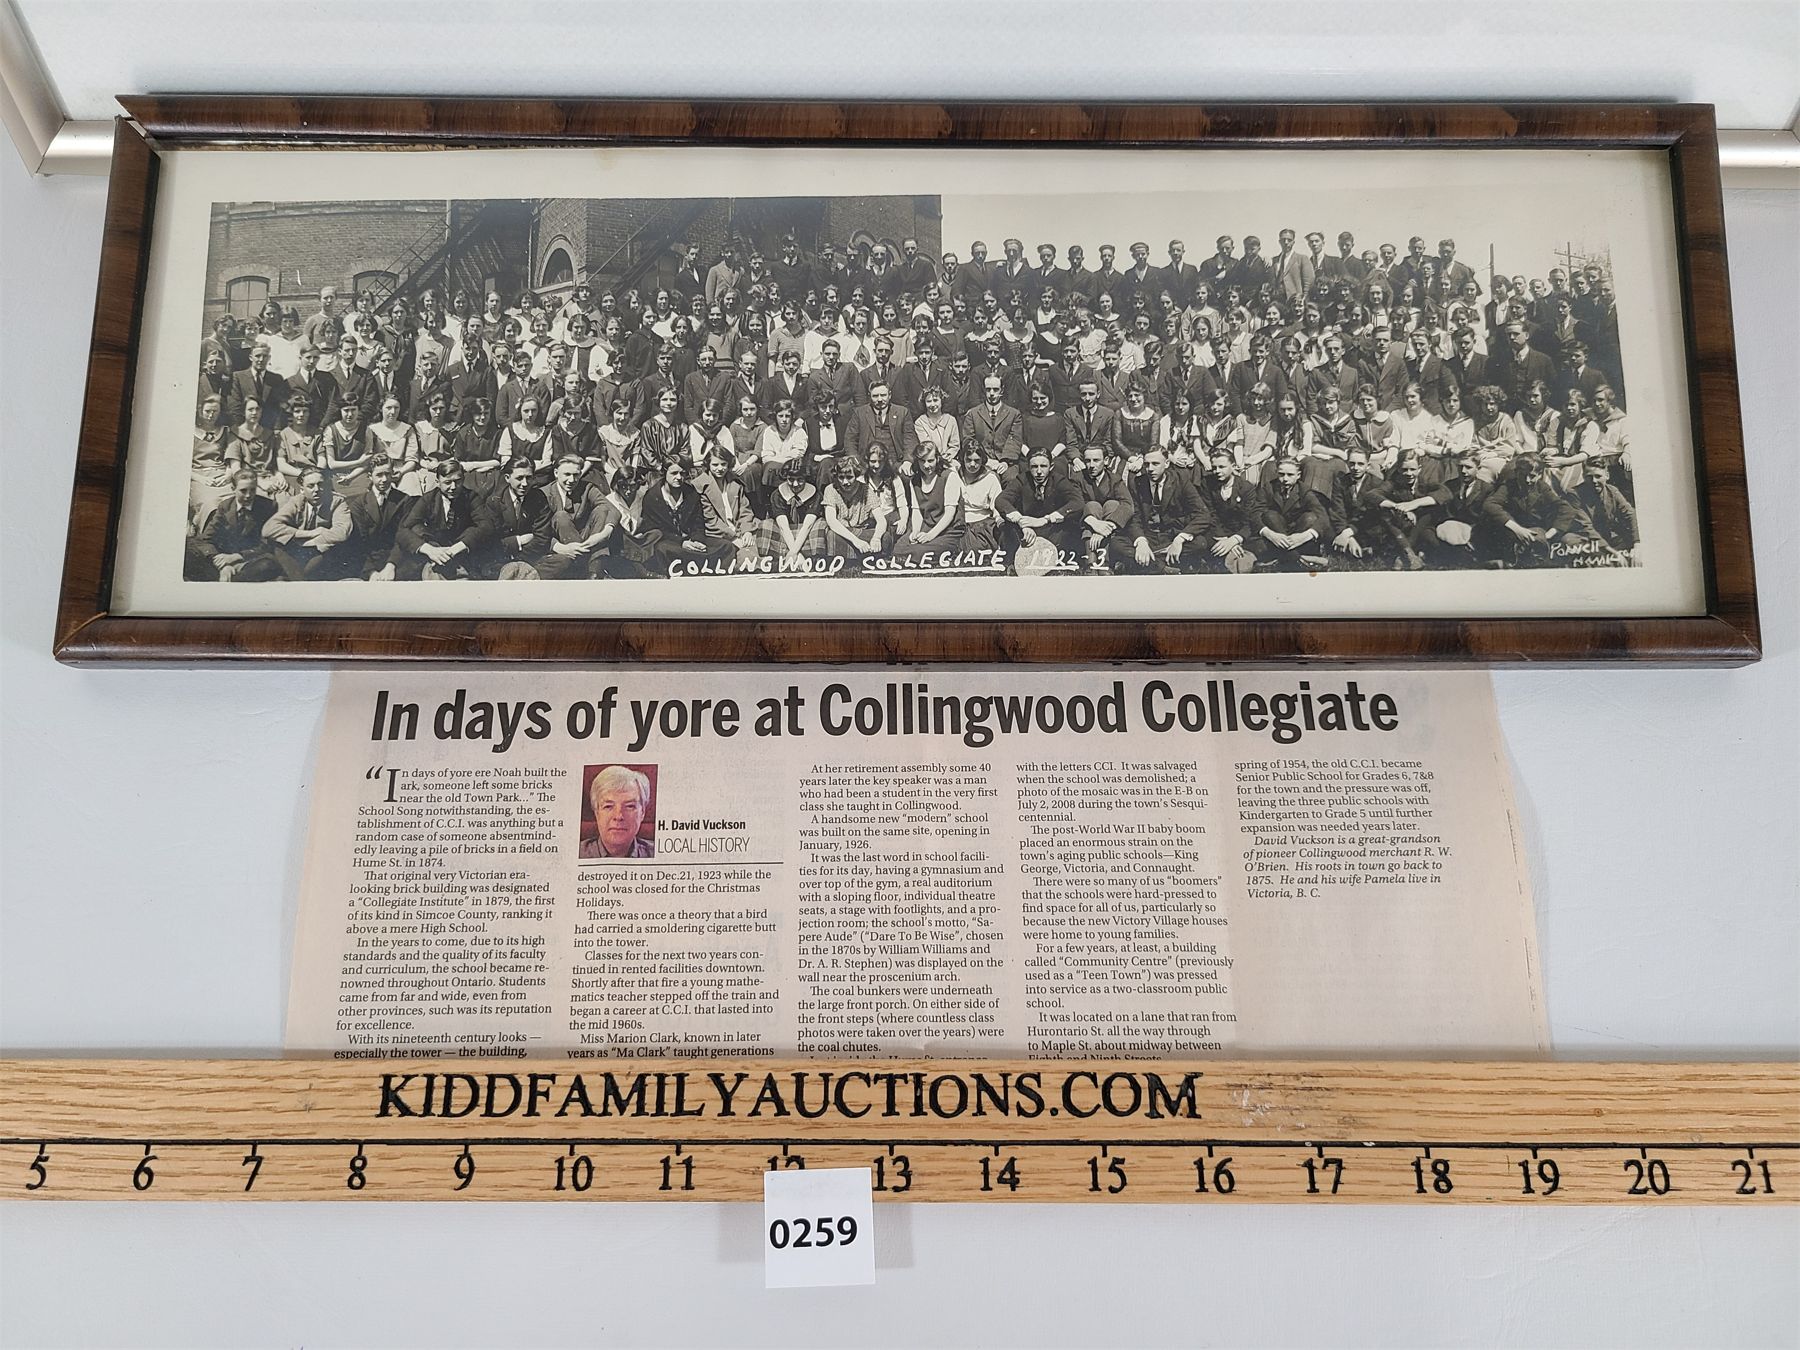 COLLINGWOOD COLLEGIATE 1922-3
Powell
In days of yore at Collingwood Collegiate
“In days of yore ere Noah built the
ark, someone left some bricks
near the old Town Park...” The
School Song notwithstanding, the es-
tablishment of C.C.I. was anything but a
random case of someone absentmind-
edly leaving a pile of bricks in a field on
Hume St. in 1874.
That original very Victorian era-
looking brick building was designated
a “Collegiate Institute” in 1879, the first
of its kind in Simcoe County, ranking it
above a mere High School.
In the years to come, due to its high
standards and the quality of its faculty
and curriculum, the school became re-
nowned throughout Ontario. Students
came from far and wide, even from
other provinces, such was its reputation
for excellence.
With its nineteenth century looks —
especially the tower — the building,
H. David Vuckson
LOCAL HISTORY
destroyed it on Dec.21, 1923 while the
school was closed for the Christmas
Holidays.
There was once a theory that a bird
had carried a smoldering cigarette butt
into the tower.
Classes for the next two years con-
tinued in rented facilities downtown.
Shortly after that fire a young mathe-
matics teacher stepped off the train and
began a career at C.C.I. that lasted into
the mid 1960s.
Miss Marion Clark, known in later
years as “Ma Clark” taught generations
At her retirement assembly some 40
years later the key speaker was a man
who had been a student in the very first
class she taught in Collingwood.
A handsome new “modern” school
was built on the same site, opening in
January, 1926.
It was the last word in school facili-
ties for its day, having a gymnasium and
over top of the gym, a real auditorium
with a sloping floor, individual theatre
seats, a stage with footlights, and a pro-
jection room; the school’s motto, “Sa-
pere Aude” (“Dare To Be Wise”, chosen
in the 1870s by William Williams and
Dr. A. R. Stephen) was displayed on the
wall near the proscenium arch.
The coal bunkers were underneath
the large front porch. On either side of
the front steps (where countless class
photos were taken over the years) were
the coal chutes.
Just inside the Hume St. entrance
with the letters CCI. It was salvaged
when the school was demolished; a
photo of the mosaic was in the E-B on
July 2, 2008 during the town’s Sesqui-
centennial.
The post-World War II baby boom
placed an enormous strain on the
town’s aging public schools—King
George, Victoria, and Connaught.
There were so many of us “boomers”
that the schools were hard-pressed to
find space for all of us, particularly so
because the new Victory Village houses
were home to young families.
For a few years, at least, a building
called “Community Centre” (previously
used as a “Teen Town”) was pressed
into service as a two-classroom public
school.
It was located on a lane that ran from
Hurontario St. all the way through
to Maple St. about midway between
Eighth and Ninth Streets.
spring of 1954, the old C.C.I. became
Senior Public School for Grades 6, 7&8
for the town and the pressure was off,
leaving the three public schools with
Kindergarten to Grade 5 until further
expansion was needed years later.
David Vuckson is a great-grandson
of pioneer Collingwood merchant R. W.
O’Brien. His roots in town go back to
1875. He and his wife Pamela live in
Victoria, B. C.
KIDDFAMILYAUCTIONS.COM
5 6 7 8 9 10 11 12 13 14 15 16 17 18 19 20 21
0259